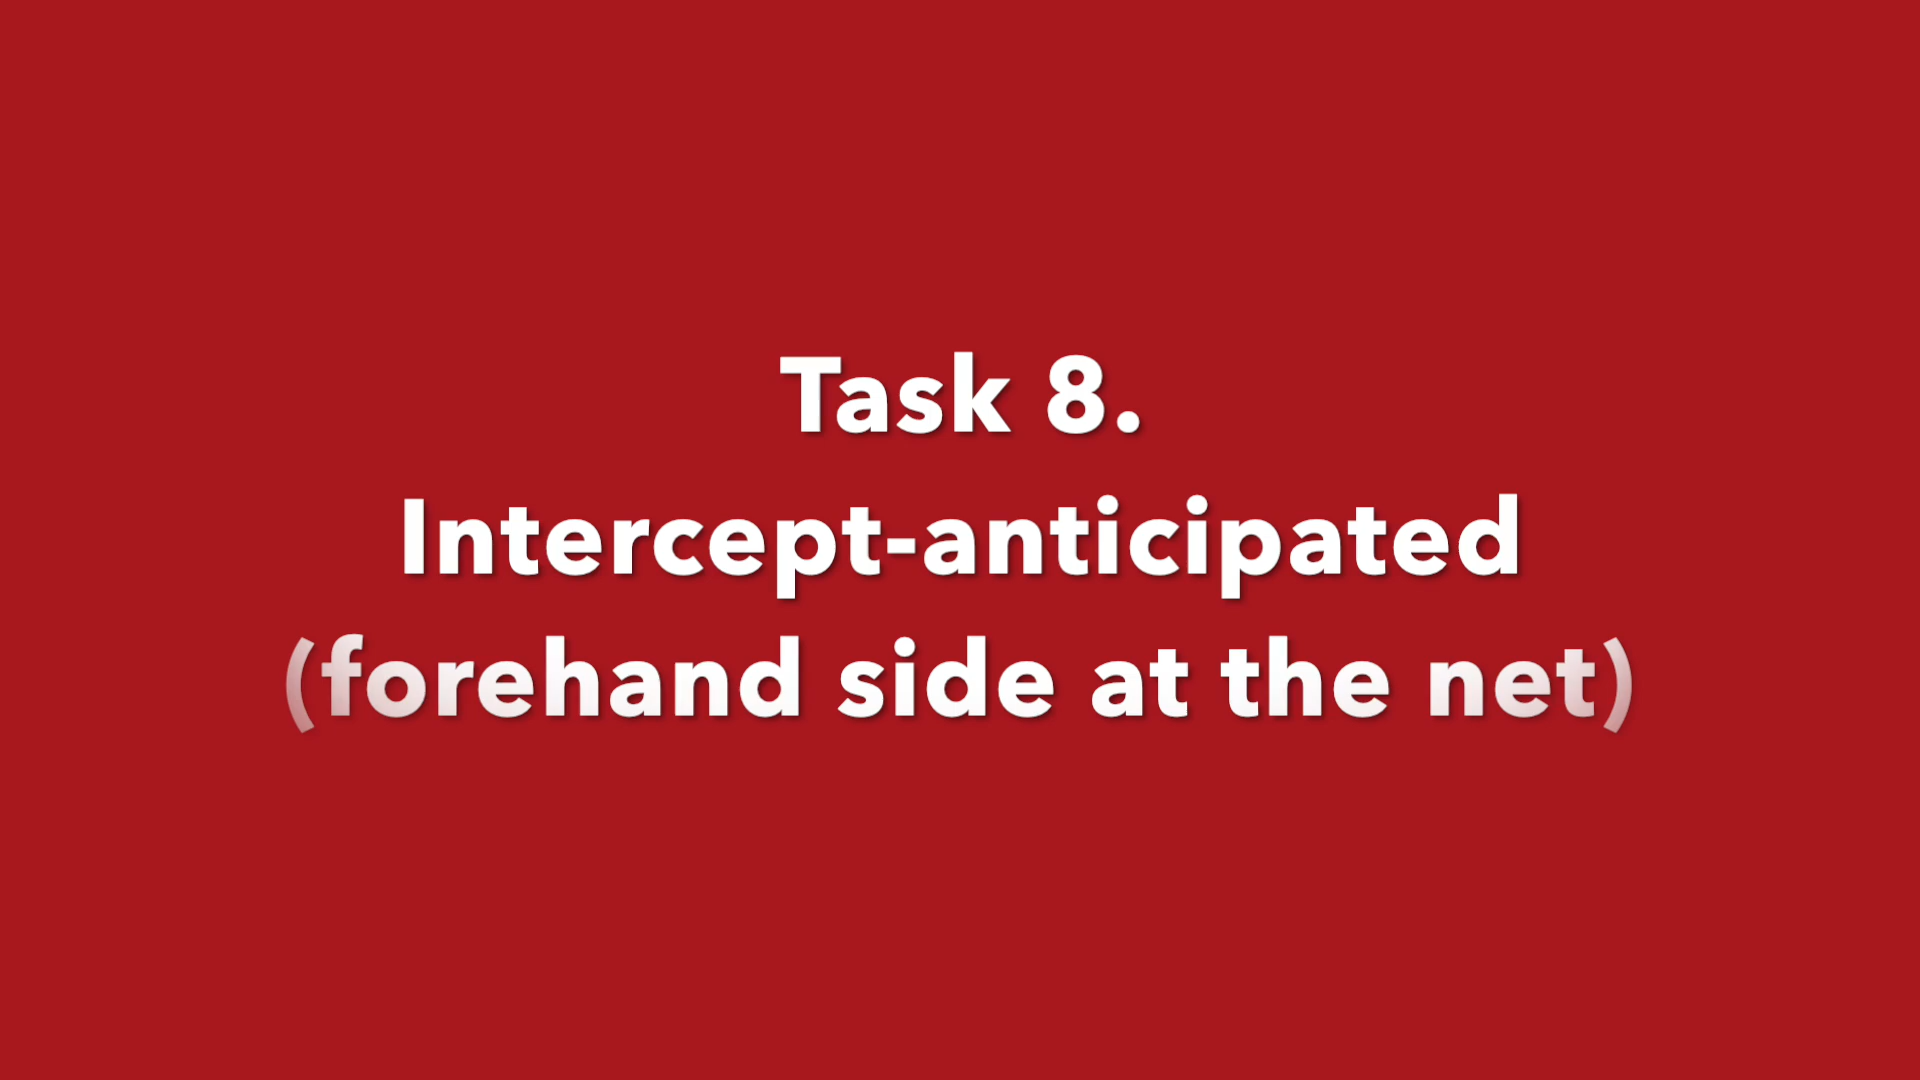 Task 8.
Intercept-anticipated
(forehand side at the net)